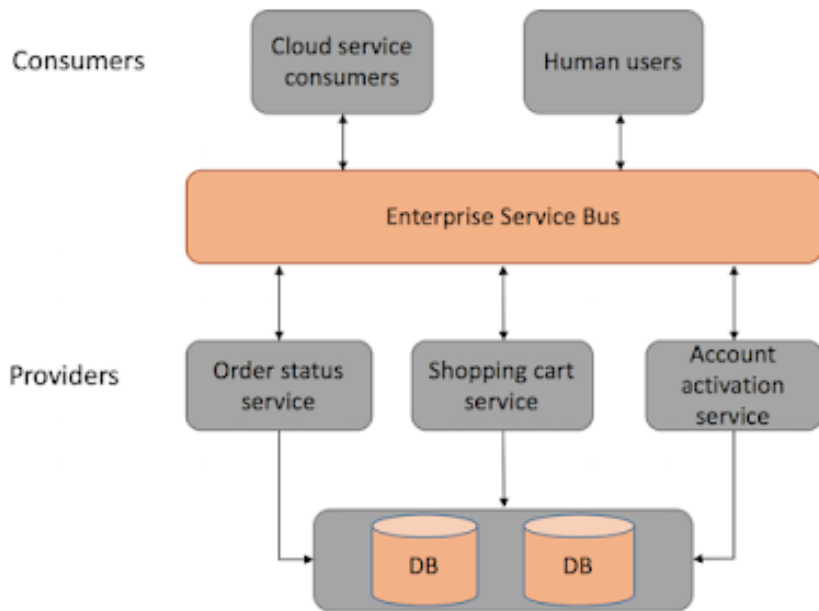 Consumers
Cloud service
consumers
Human users
Enterprise Service Bus
Providers
Order status
service
Shopping cart
service
Account
activation
service
DB
DB